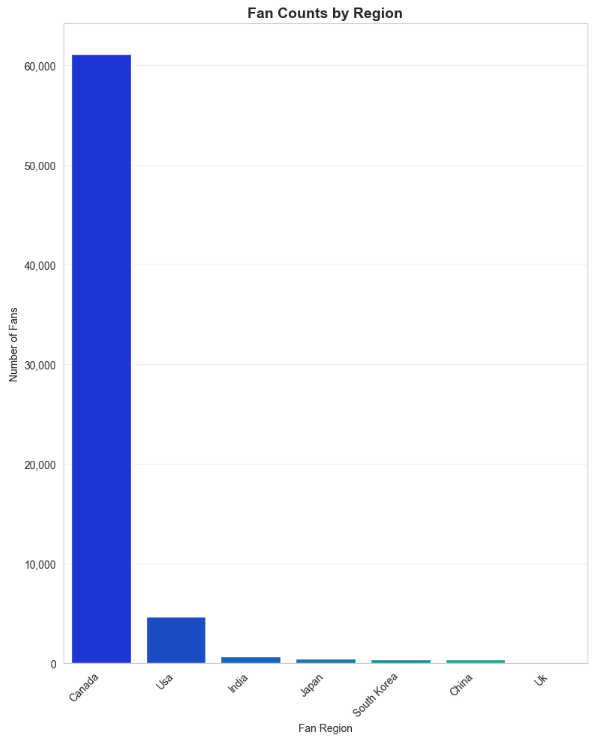 Fan Counts by Region
60,000
50,000
40,000
30,000
20,000
10,000
0
Number of Fans
Canada
Usa
India
Japan
South Korea
China
Uk
Fan Region